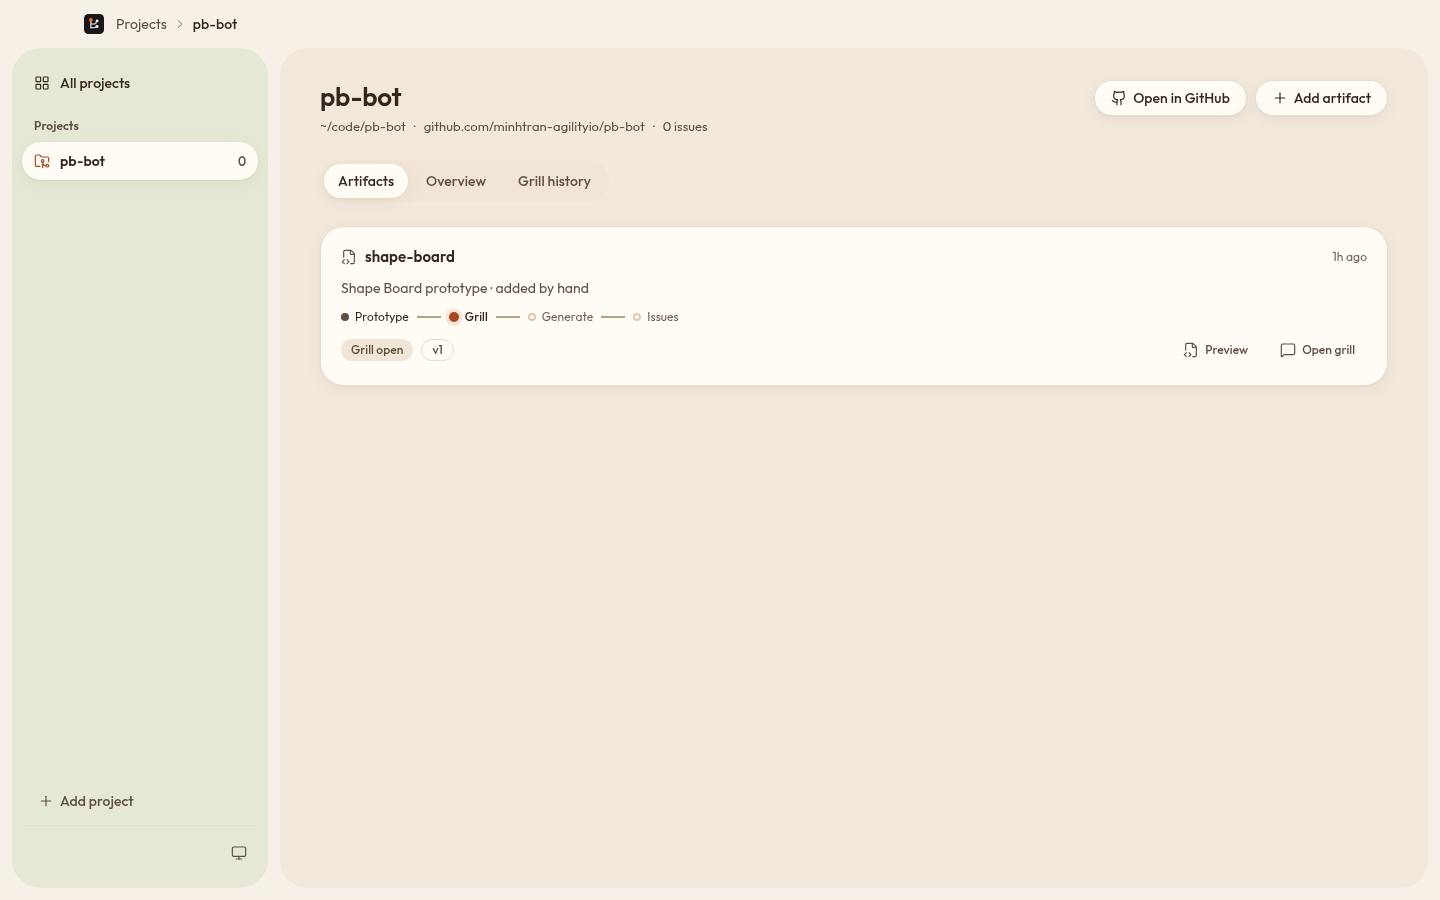 Projects > pb-bot
All projects
Projects
pb-bot 0
Add project
pb-bot
Open in GitHub
Add artifact
~/code/pb-bot · github.com/minhtran-agilityio/pb-bot · 0 issues
Artifacts Overview Grill history
shape-board 1h ago
Shape Board prototype · added by hand
Prototype Grill Generate Issues
Grill open v1 Preview Open grill